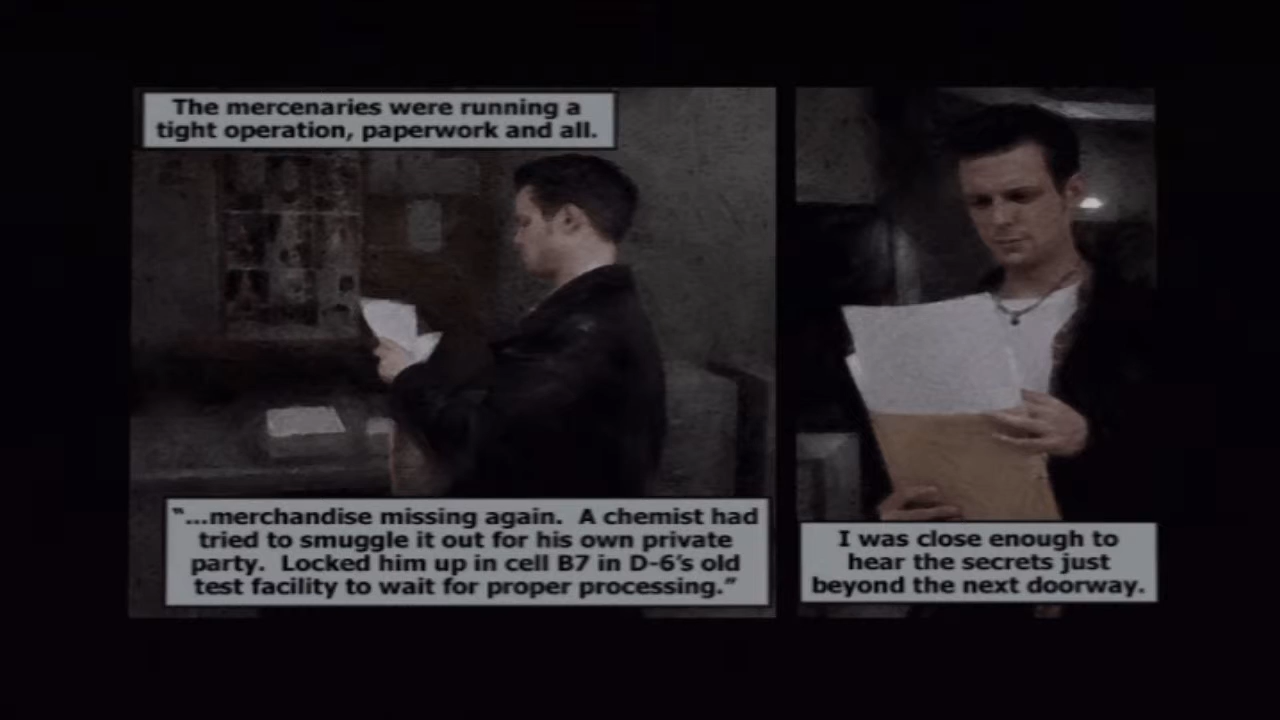 The mercenaries were running a
tight operation, paperwork and all.
“...merchandise missing again.  A chemist had
tried to smuggle it out for his own private
party.  Locked him up in cell B7 in D-6’s old
test facility to wait for proper processing.”
I was close enough to
hear the secrets just
beyond the next doorway.